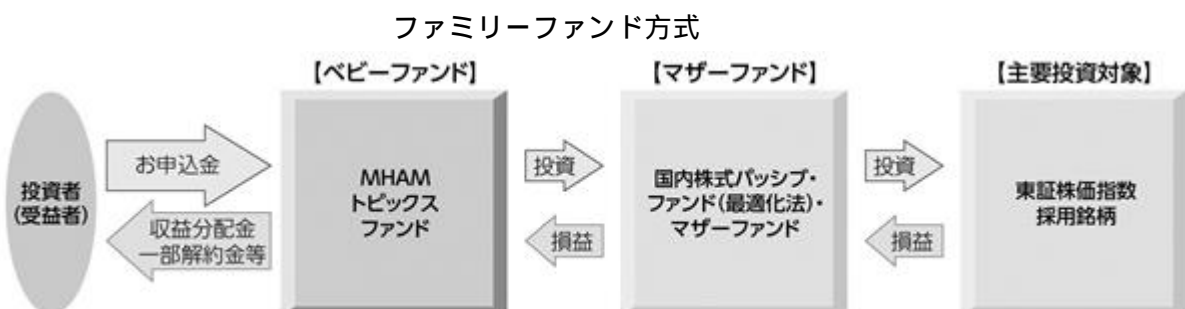 ファミリーファンド方式
【ベビーファンド】
【マザーファンド】
【主要投資対象】
投資者
(受益者)
お申込金
収益分配金
一部解約金等
MHAM
トピックス
ファンド
投資
損益
国内株式パッシブ・
ファンド(最適化法)・
マザーファンド
投資
損益
東証株価指数
採用銘柄